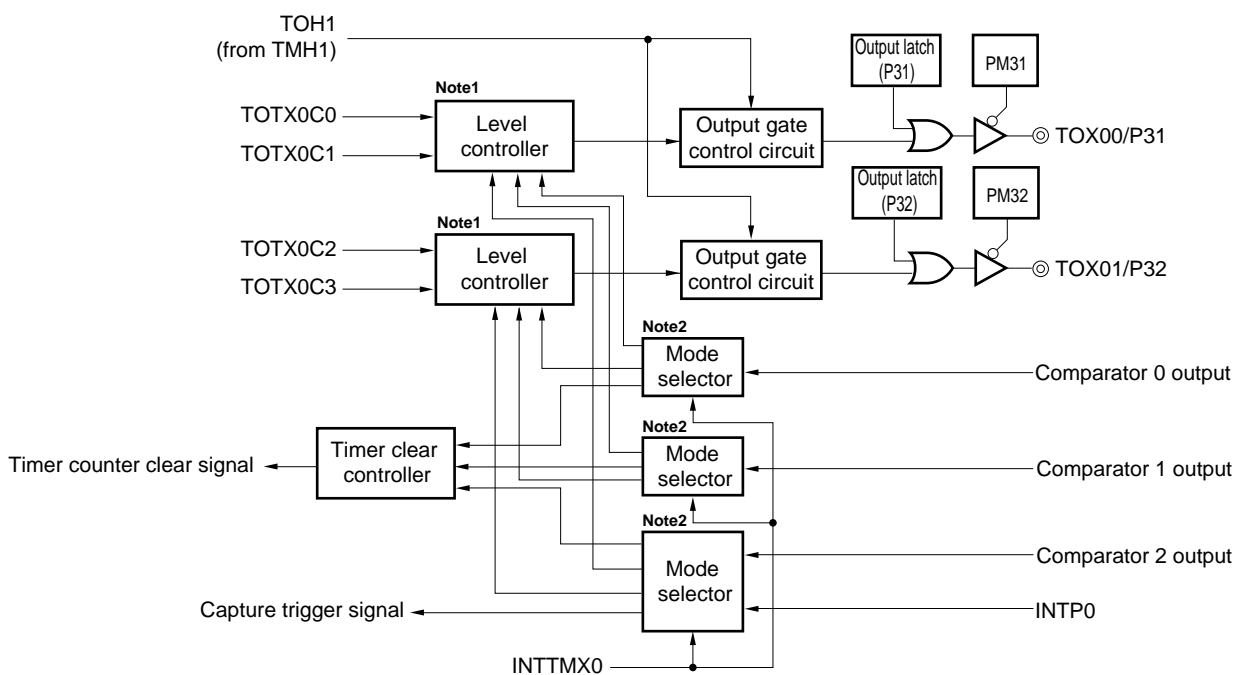 TOH1
(from TMH1)
Output latch
(P31)
PM31
Note1
TOTX0C0
TOTX0C1
Level
controller
Output gate
control circuit
TOX00/P31
Output latch
(P32)
PM32
Note1
TOTX0C2
TOTX0C3
Level
controller
Output gate
control circuit
TOX01/P32
Note2
Mode
selector
Comparator 0 output
Note2
Timer clear
controller
Timer counter clear signal
Mode
selector
Comparator 1 output
Note2
Mode
selector
Comparator 2 output
Capture trigger signal
INTP0
INTTMX0